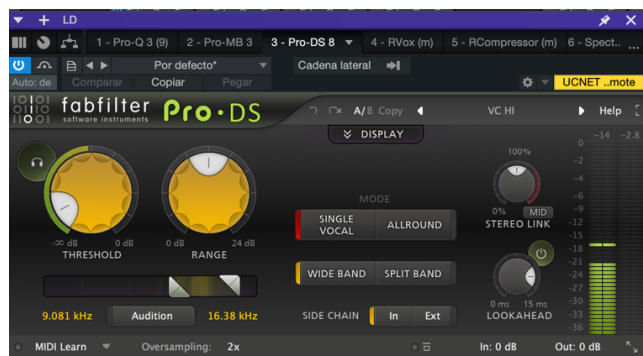 LD
1 - Pro-Q 3 (9) 2 - Pro-MB 3 3 - Pro-DS 8 4 - RVox (m) 5 - RCompressor (m) 6 - Spect..
Por defecto* Cadena lateral
Auto: de Comparar Copiar Pegar UCNET ..mote
fabfilter Pro·DS A/B Copy VC HI Help
software instruments
DISPLAY
-14 -2.8
0
100%
-2
-4
MODE
-6
0% MID
-9
SINGLE VOCAL ALLROUND
STEREO LINK
-12
-∞ dB 0 dB 0 dB 24 dB
-15
THRESHOLD RANGE
-18
WIDE BAND SPLIT BAND
-21
-24
-27
0 ms 15 ms
-30
9.081 kHz Audition 16.38 kHz SIDE CHAIN In Ext LOOKAHEAD
-33
-36
MIDI Learn Oversampling: 2x In: 0 dB Out: 0 dB